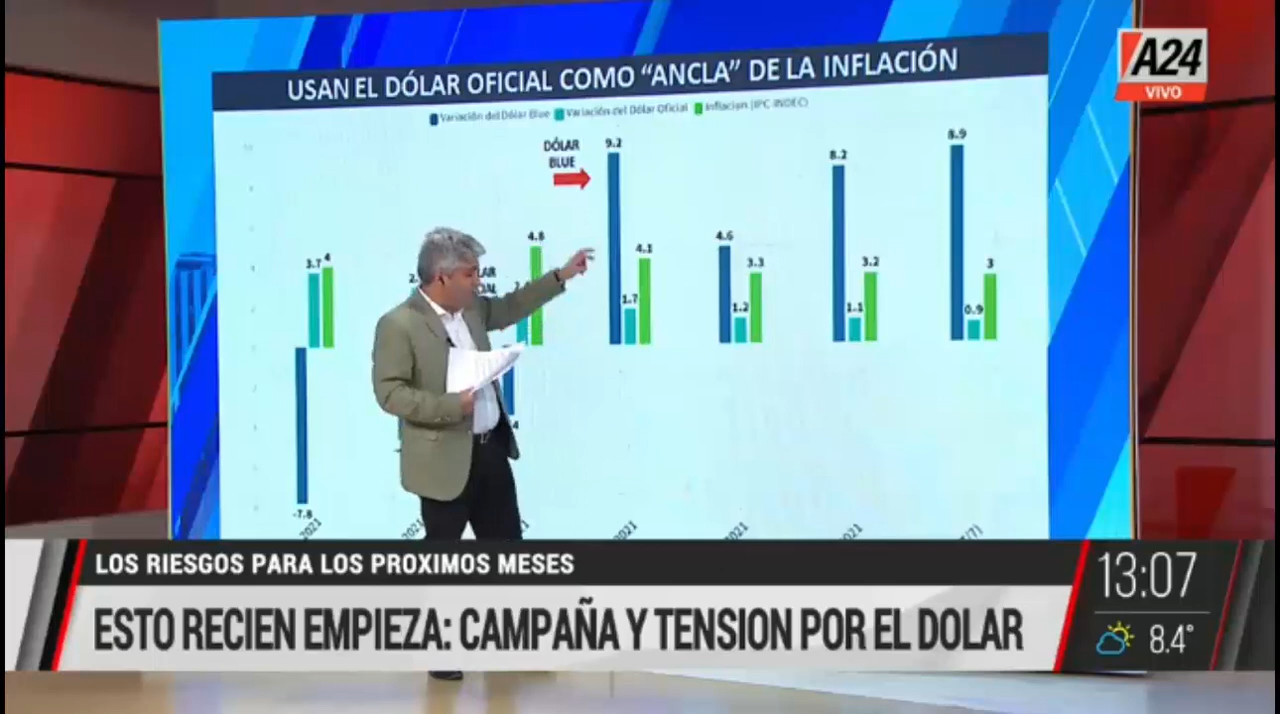 USAN EL DÓLAR OFICIAL COMO “ANCLA” DE LA INFLACIÓN
A24
VIVO
Variación del Dólar Blue Variación del Dólar Oficial Inflacion (IPC-INDEC)
DÓLAR
BLUE
9.2
8.2
8.9
3.7
4
4.8
4.1
4.6
3.3
3.2
3
1.7
1.2
1.1
0.9
-7.8
2021
2021
2021
2021
2021
LOS RIESGOS PARA LOS PROXIMOS MESES
ESTO RECIEN EMPIEZA: CAMPAÑA Y TENSION POR EL DOLAR
13:07
8.4°